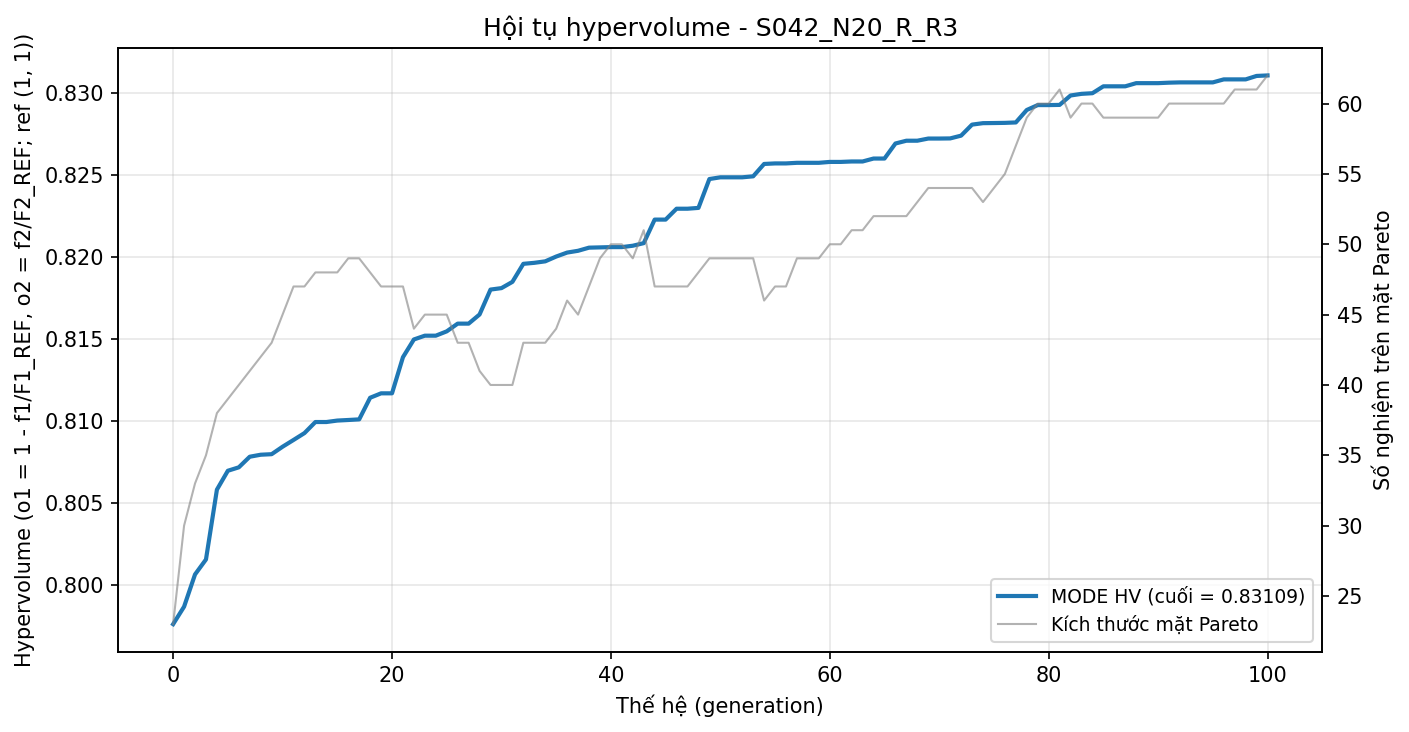 Hội tụ hypervolume - S042_N20_R_R3
Hypervolume (o1 = 1 - f1/F1_REF, o2 = f2/F2_REF; ref (1, 1))
0.830
0.825
0.820
0.815
0.810
0.805
0.800
60
55
50
45
40
35
30
25
Số nghiệm trên mặt Pareto
MODE HV (cuối = 0.83109)
Kích thước mặt Pareto
0 20 40 60 80 100
Thế hệ (generation)